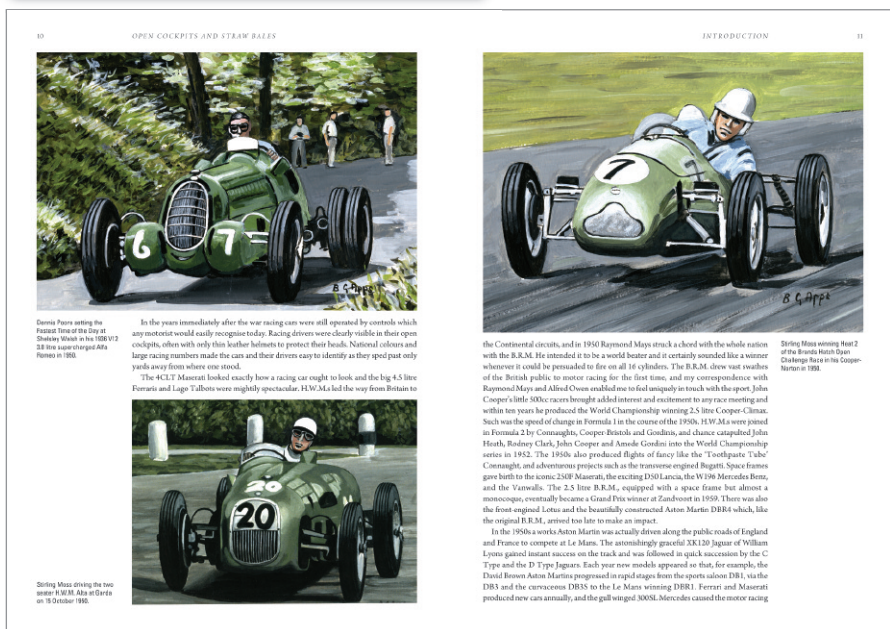 10
OPEN COCKPITS AND STRAW BALES
6 7
B G Appe
Dennis Poore setting the
Fastest Time of the Day at
Shelsley Walsh in his 1936 V12
3.8 litre supercharged Alfa
Romeo in 1950.
In the years immediately after the war racing cars were still operated by controls which
any motorist would easily recognise today. Racing drivers were clearly visible in their open
cockpits, often with only thin leather helmets to protect their heads. National colours and
large racing numbers made the cars and their drivers easy to identify as they sped past only
yards away from where one stood.
The 4CLT Maserati looked exactly how a racing car ought to look and the big 4.5 litre
Ferraris and Lago Talbots were mightily spectacular. H.W.Ms led the way from Britain to
20
20
Stirling Moss driving the two
seater H.W.M. Alta at Garda
on 15 October 1950.
INTRODUCTION
11
7
7
B G Appe
the Continental circuits, and in 1950 Raymond Mays struck a chord with the whole nation
with the B.R.M. He intended it to be a world beater and it certainly sounded like a winner
whenever it could be persuaded to fire on all 16 cylinders. The B.R.M. drew vast swathes
of the British public to motor racing for the first time, and my correspondence with
Raymond Mays and Alfred Owen enabled me to feel uniquely in touch with the sport. John
Cooper's little 500cc racers brought added interest and excitement to any race meeting and
within ten years he produced the World Championship winning 2.5 litre Cooper-Climax.
Such was the speed of change in Formula 1 in the course of the 1950s. H.W.M.s were joined
in Formula 2 by Connaughts, Cooper-Bristols and Gordinis, and chance catapulted John
Heath, Rodney Clark, John Cooper and Amede Gordini into the World Championship
series in 1952. The 1950s also produced flights of fancy like the 'Toothpaste Tube'
Connaught, and adventurous projects such as the transverse engined Bugatti. Space frames
gave birth to the iconic 250F Maserati, the exciting D50 Lancia, the W196 Mercedes Benz,
and the Vanwalls. The 2.5 litre B.R.M., equipped with a space frame but almost a
monocoque, eventually became a Grand Prix winner at Zandvoort in 1959. There was also
the front-engined Lotus and the beautifully constructed Aston Martin DBR4 which, like
the original B.R.M., arrived too late to make an impact.
In the 1950s a works Aston Martin was actually driven along the public roads of England
and France to compete at Le Mans. The astonishingly graceful XK120 Jaguar of William
Lyons gained instant success on the track and was followed in quick succession by the C
Type and the D Type Jaguars. Each year new models appeared so that, for example, the
David Brown Aston Martins progressed in rapid stages from the sports saloon DB1, via the
DB3 and the curvaceous DB3S to the Le Mans winning DBR1. Ferrari and Maserati
produced new cars annually, and the gull winged 300SL Mercedes caused the motor racing
Stirling Moss winning Heat 2
of the Brands Hatch Open
Challenge Race in his Cooper-
Norton in 1950.